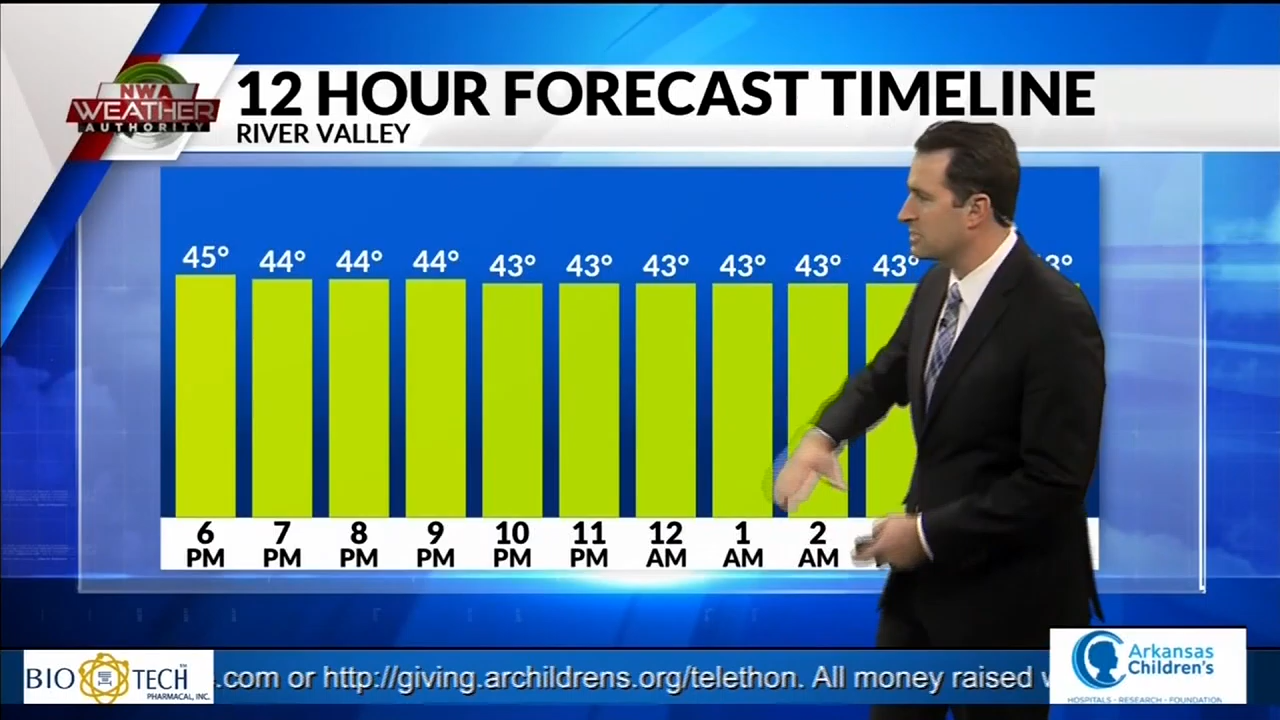 NWA
WEATHER
AUTHORITY
12 HOUR FORECAST TIMELINE
RIVER VALLEY
45° 44° 44° 44° 43° 43° 43° 43° 43° 43° 3°
6 7 8 9 10 11 12 1 2
PM PM PM PM PM PM AM AM AM
BIO TECH
PHARMACAL, INC.
.com or http://giving.archildrens.org/telethon. All money raised w
Arkansas
Children's
HOSPITALS - RESEARCH - FOUNDATION